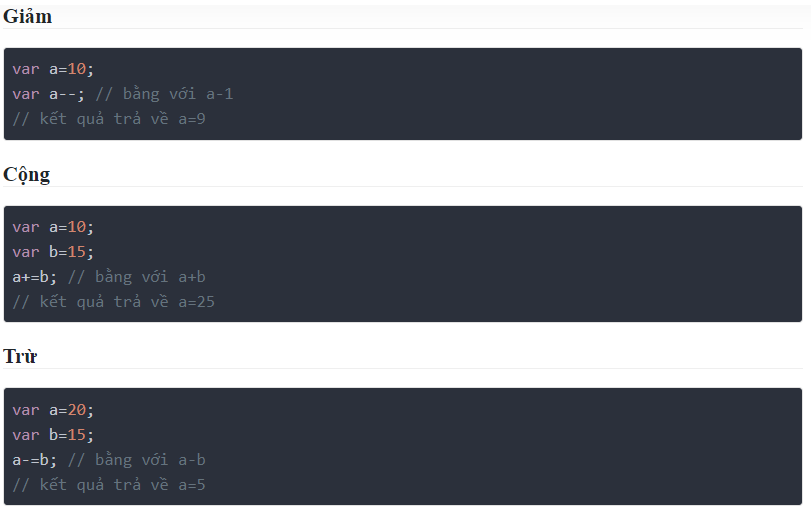 Giảm
var a=10;
var a--; // bằng với a-1
// kết quả trả về a=9
Cộng
var a=10;
var b=15;
a+=b; // bằng với a+b
// kết quả trả về a=25
Trừ
var a=20;
var b=15;
a-=b; // bằng với a-b
// kết quả trả về a=5